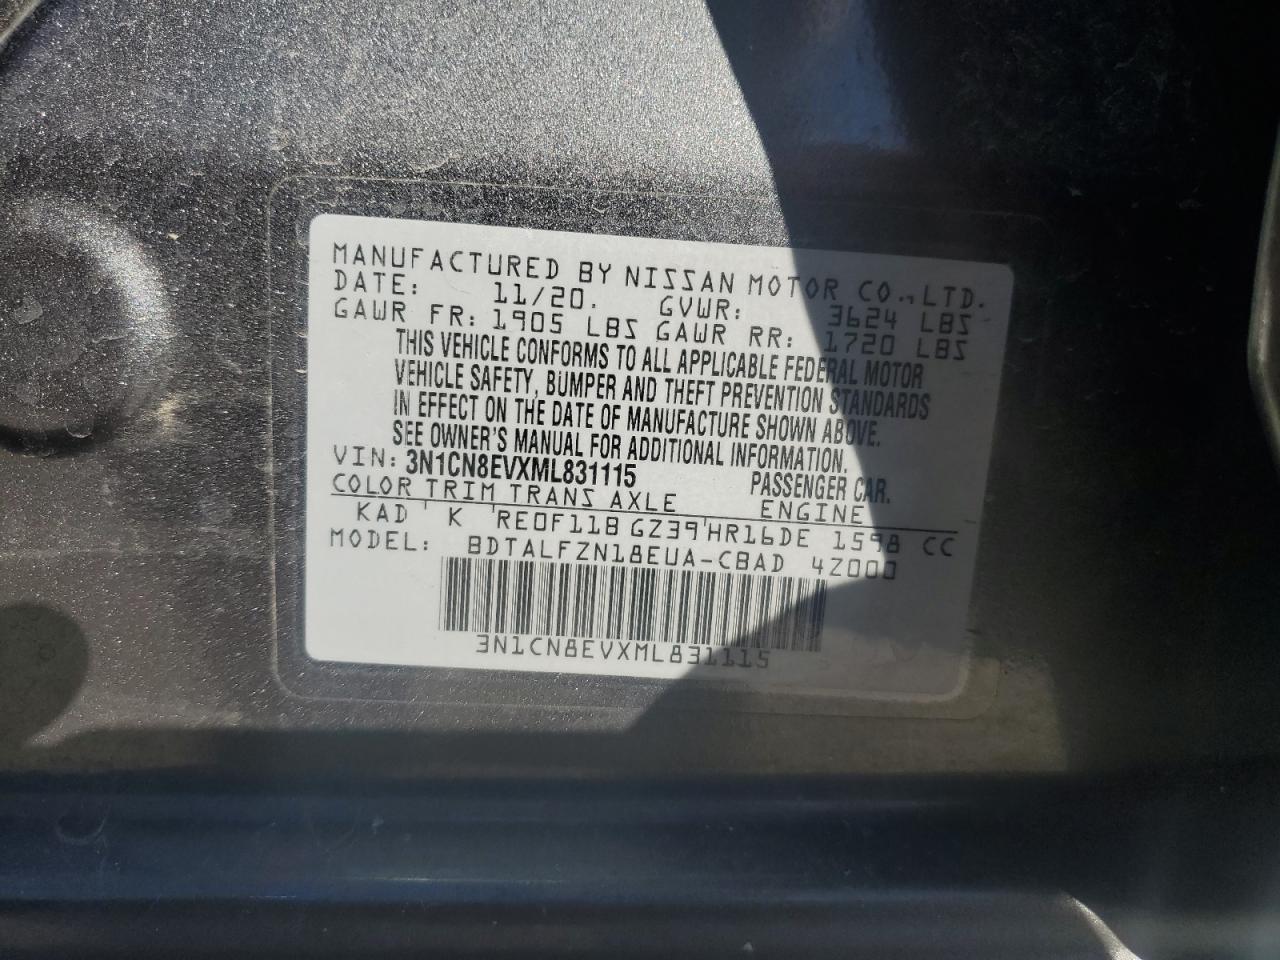 MANUFACTURED BY NISSAN MOTOR CO., LTD.
DATE: 11/20. GVWR: 3624 LBS
GAWR FR: 1905 LBS GAWR RR: 1720 LBS
THIS VEHICLE CONFORMS TO ALL APPLICABLE FEDERAL MOTOR
VEHICLE SAFETY, BUMPER AND THEFT PREVENTION STANDARDS
IN EFFECT ON THE DATE OF MANUFACTURE SHOWN ABOVE.
SEE OWNER'S MANUAL FOR ADDITIONAL INFORMATION.
VIN: 3N1CN8EVXML831115 PASSENGER CAR.
COLOR TRIM TRANS AXLE ENGINE
KAD K RE0F11B GZ39 HR16DE 1598 CC
MODEL: BDTALFZN18EUA-CBAD 4Z000
3N1CN8EVXML831115